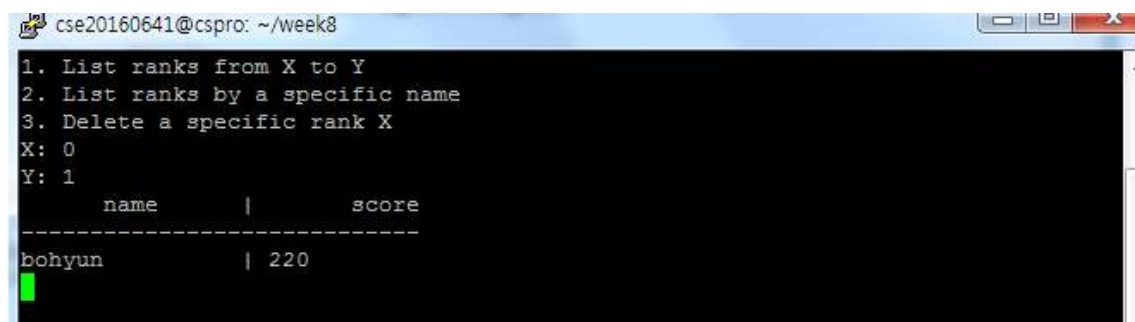 cse20160641@cspro: ~/week8
1. List ranks from X to Y
2. List ranks by a specific name
3. Delete a specific rank X
X: 0
Y: 1
name | score
------------------------------
bohyun | 220